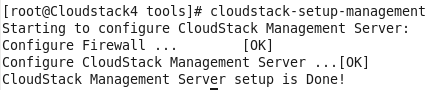 [root@Cloudstack4 tools]# cloudstack-setup-management
Starting to configure CloudStack Management Server:
Configure Firewall ...        [OK]
Configure CloudStack Management Server ...[OK]
CloudStack Management Server setup is Done!